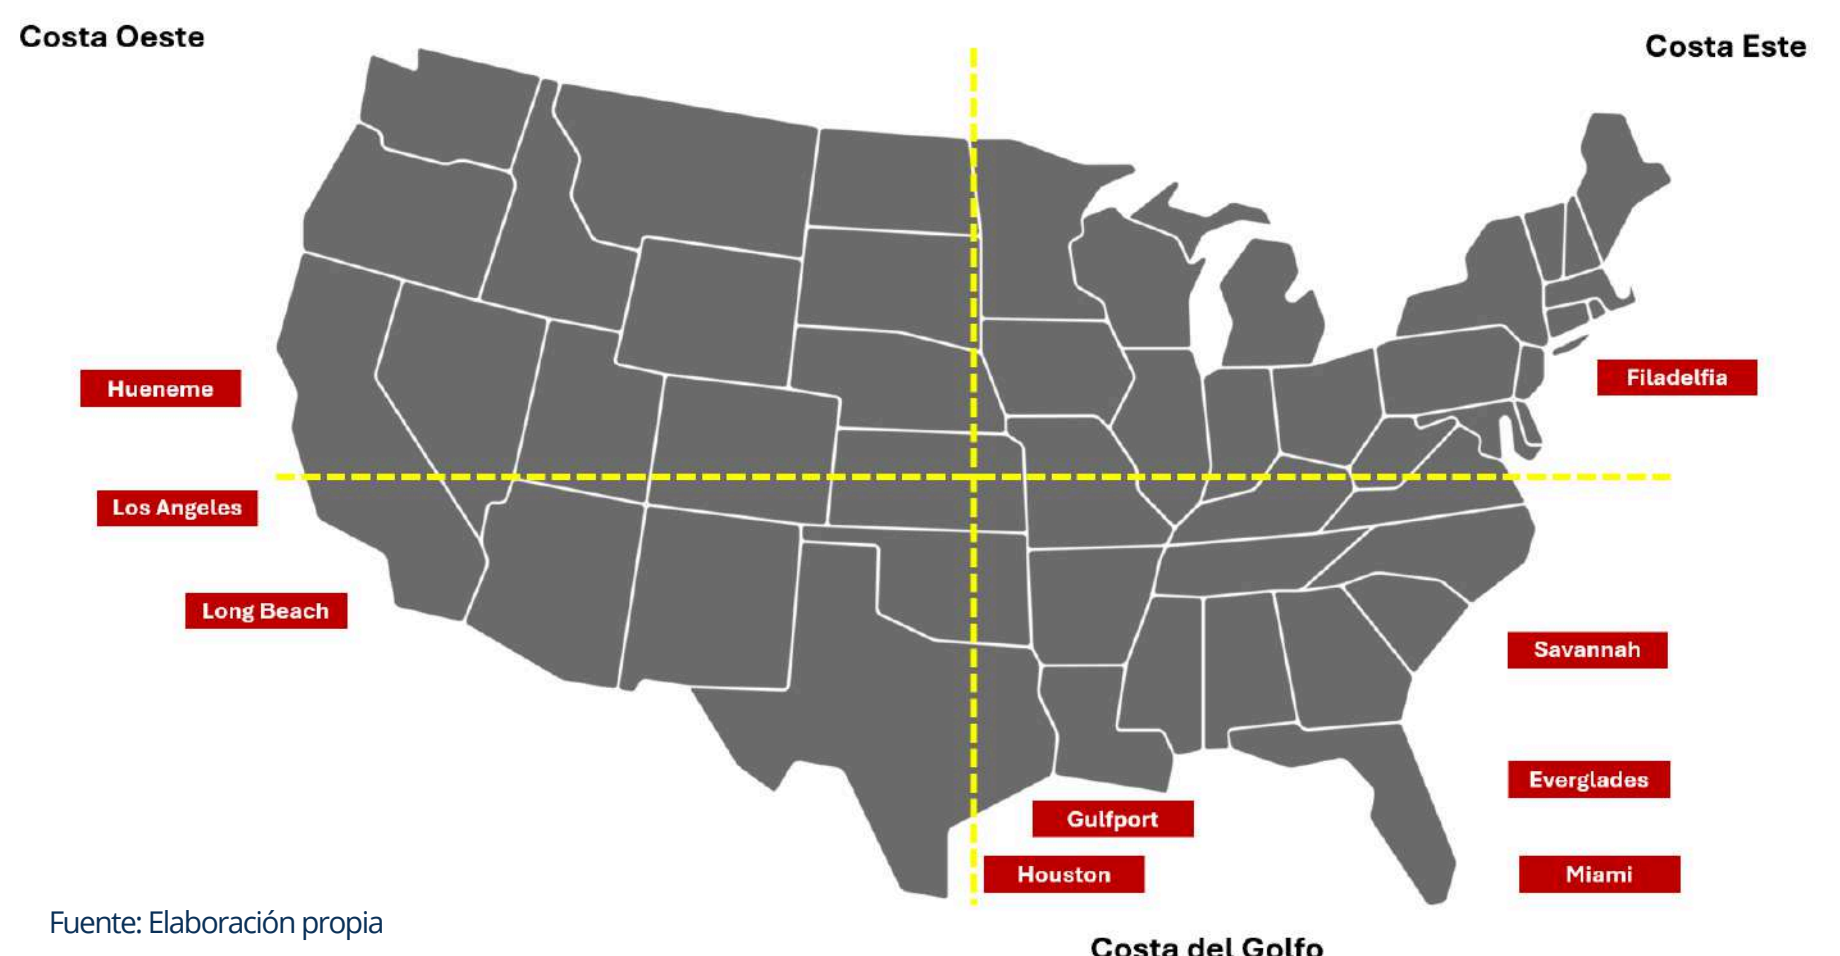 Costa Oeste
Costa Este
Hueneme
Filadelfia
Los Angeles
Long Beach
Savannah
Everglades
Gulfport
Houston
Miami
Fuente: Elaboración propia
Costa del Golfo